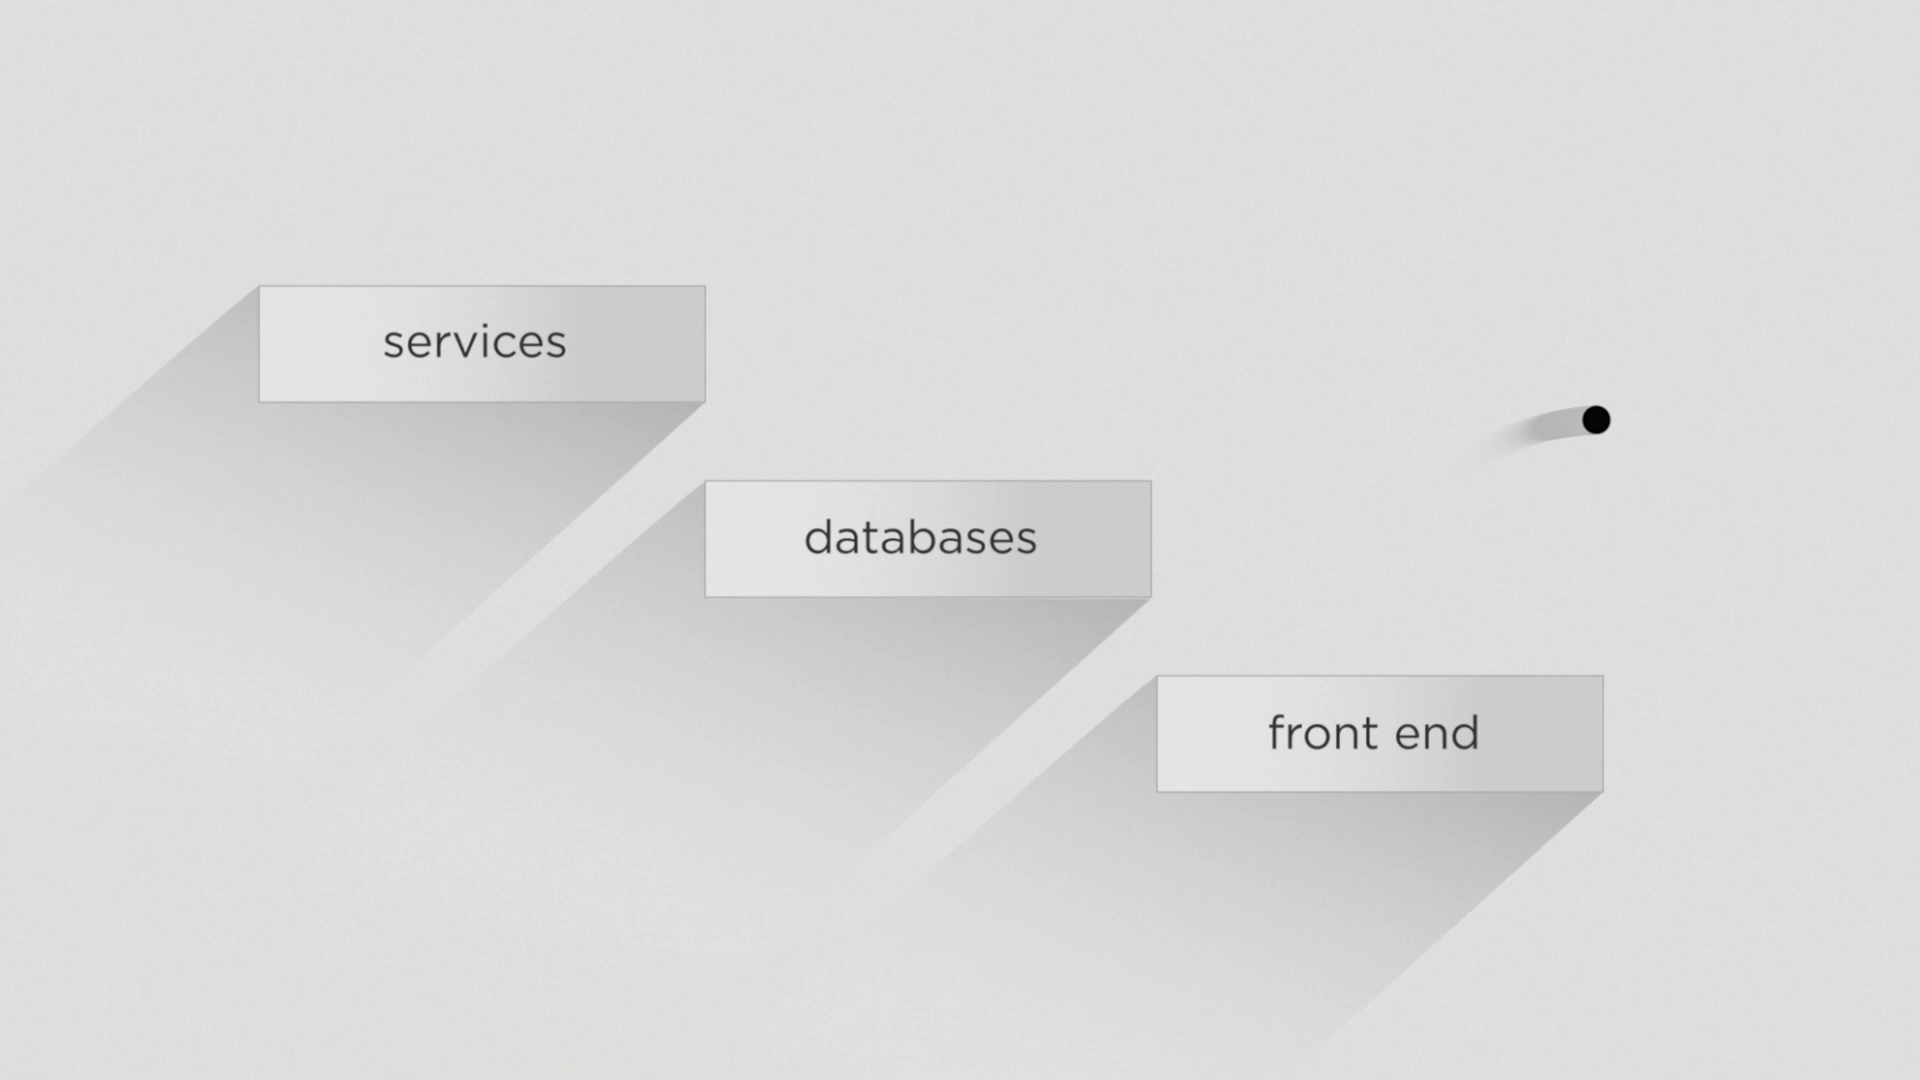 services
databases
front end